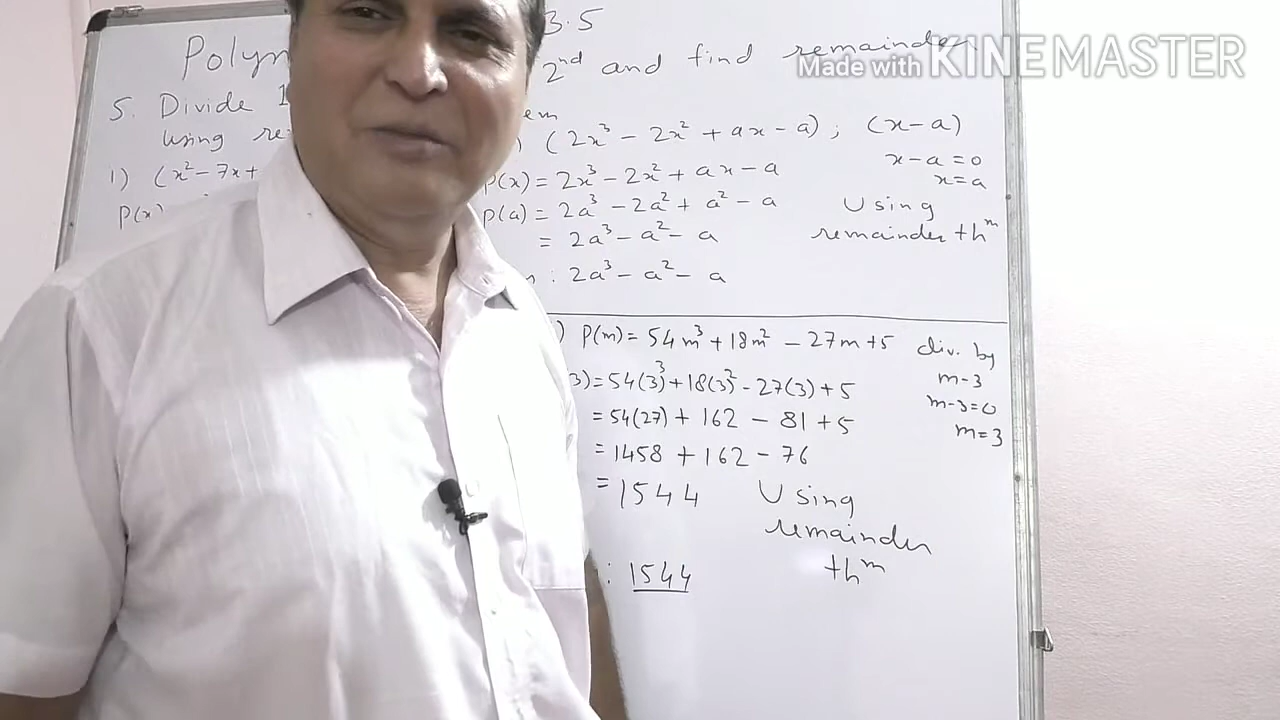 3.5
2nd and find remainder
Made with KINEMASTER
5. Divide
using
(2x³ - 2x² + ax - a) ; (x - a)
x - a = 0
x = a
1) (x² - 7x +
P(x) = 2x³ - 2x² + ax - a
P(x)
P(a) = 2a³ - 2a² + a² - a
= 2a³ - a² - a
Using
remainder thm
: 2a³ - a² - a
P(m) = 54m³ + 18m² - 27m + 5
div. by
m - 3
m - 3 = 0
m = 3
3) = 54(3)³ + 18(3)² - 27(3) + 5
= 54(27) + 162 - 81 + 5
= 1458 + 162 - 76
= 1544
Using
remainder
thm
: 1544